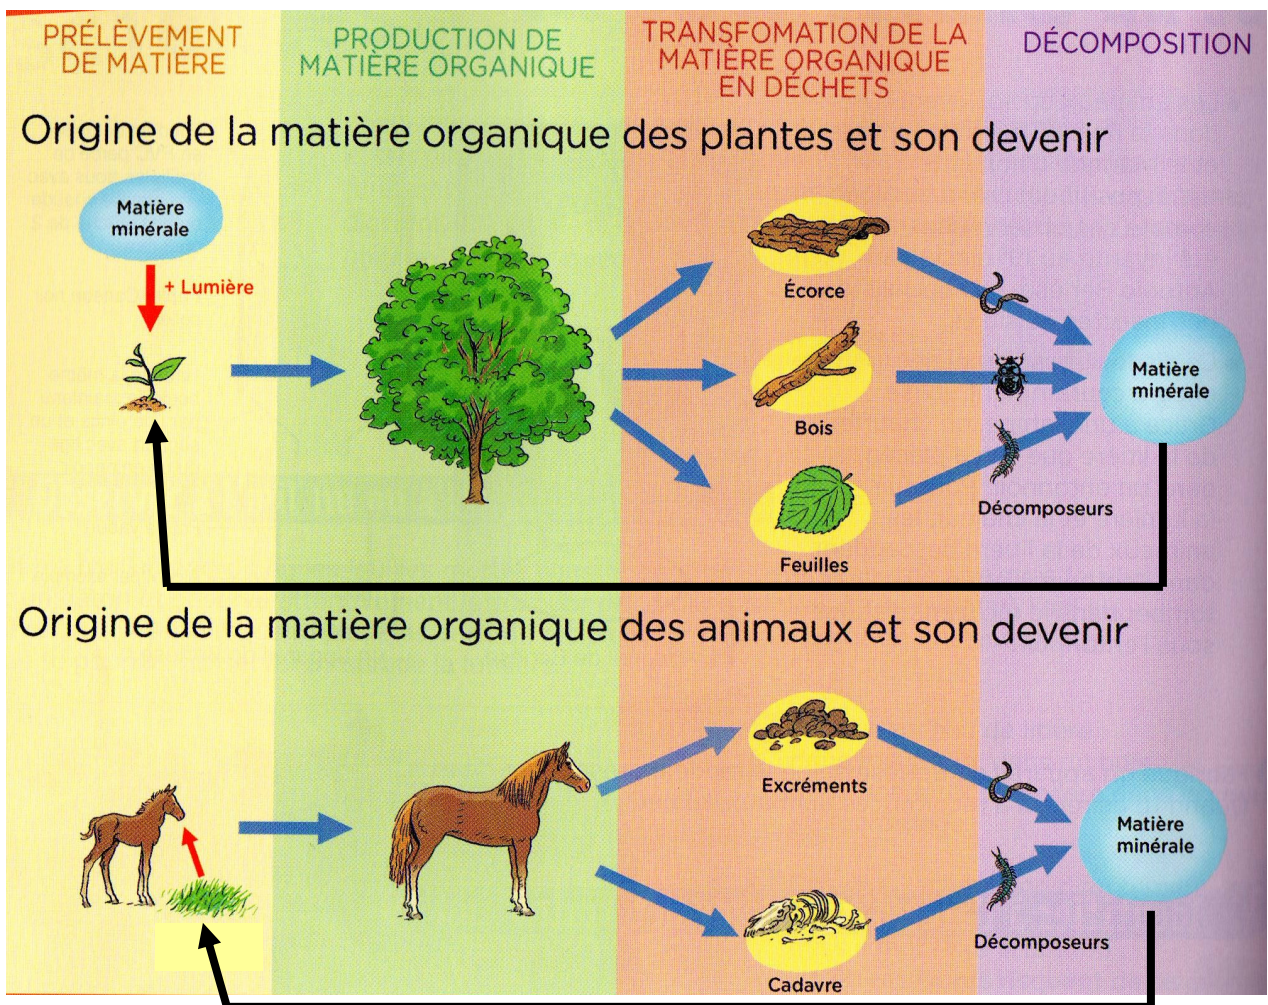 PRÉLÈVEMENT
DE MATIÈRE
PRODUCTION DE
MATIÈRE ORGANIQUE
TRANSFOMATION DE LA
MATIÈRE ORGANIQUE
EN DÉCHETS
DÉCOMPOSITION
Origine de la matière organique des plantes et son devenir
Matière
minérale
+ Lumière
Écorce
Bois
Feuilles
Décomposeurs
Matière
minérale
Origine de la matière organique des animaux et son devenir
Excréments
Cadavre
Décomposeurs
Matière
minérale